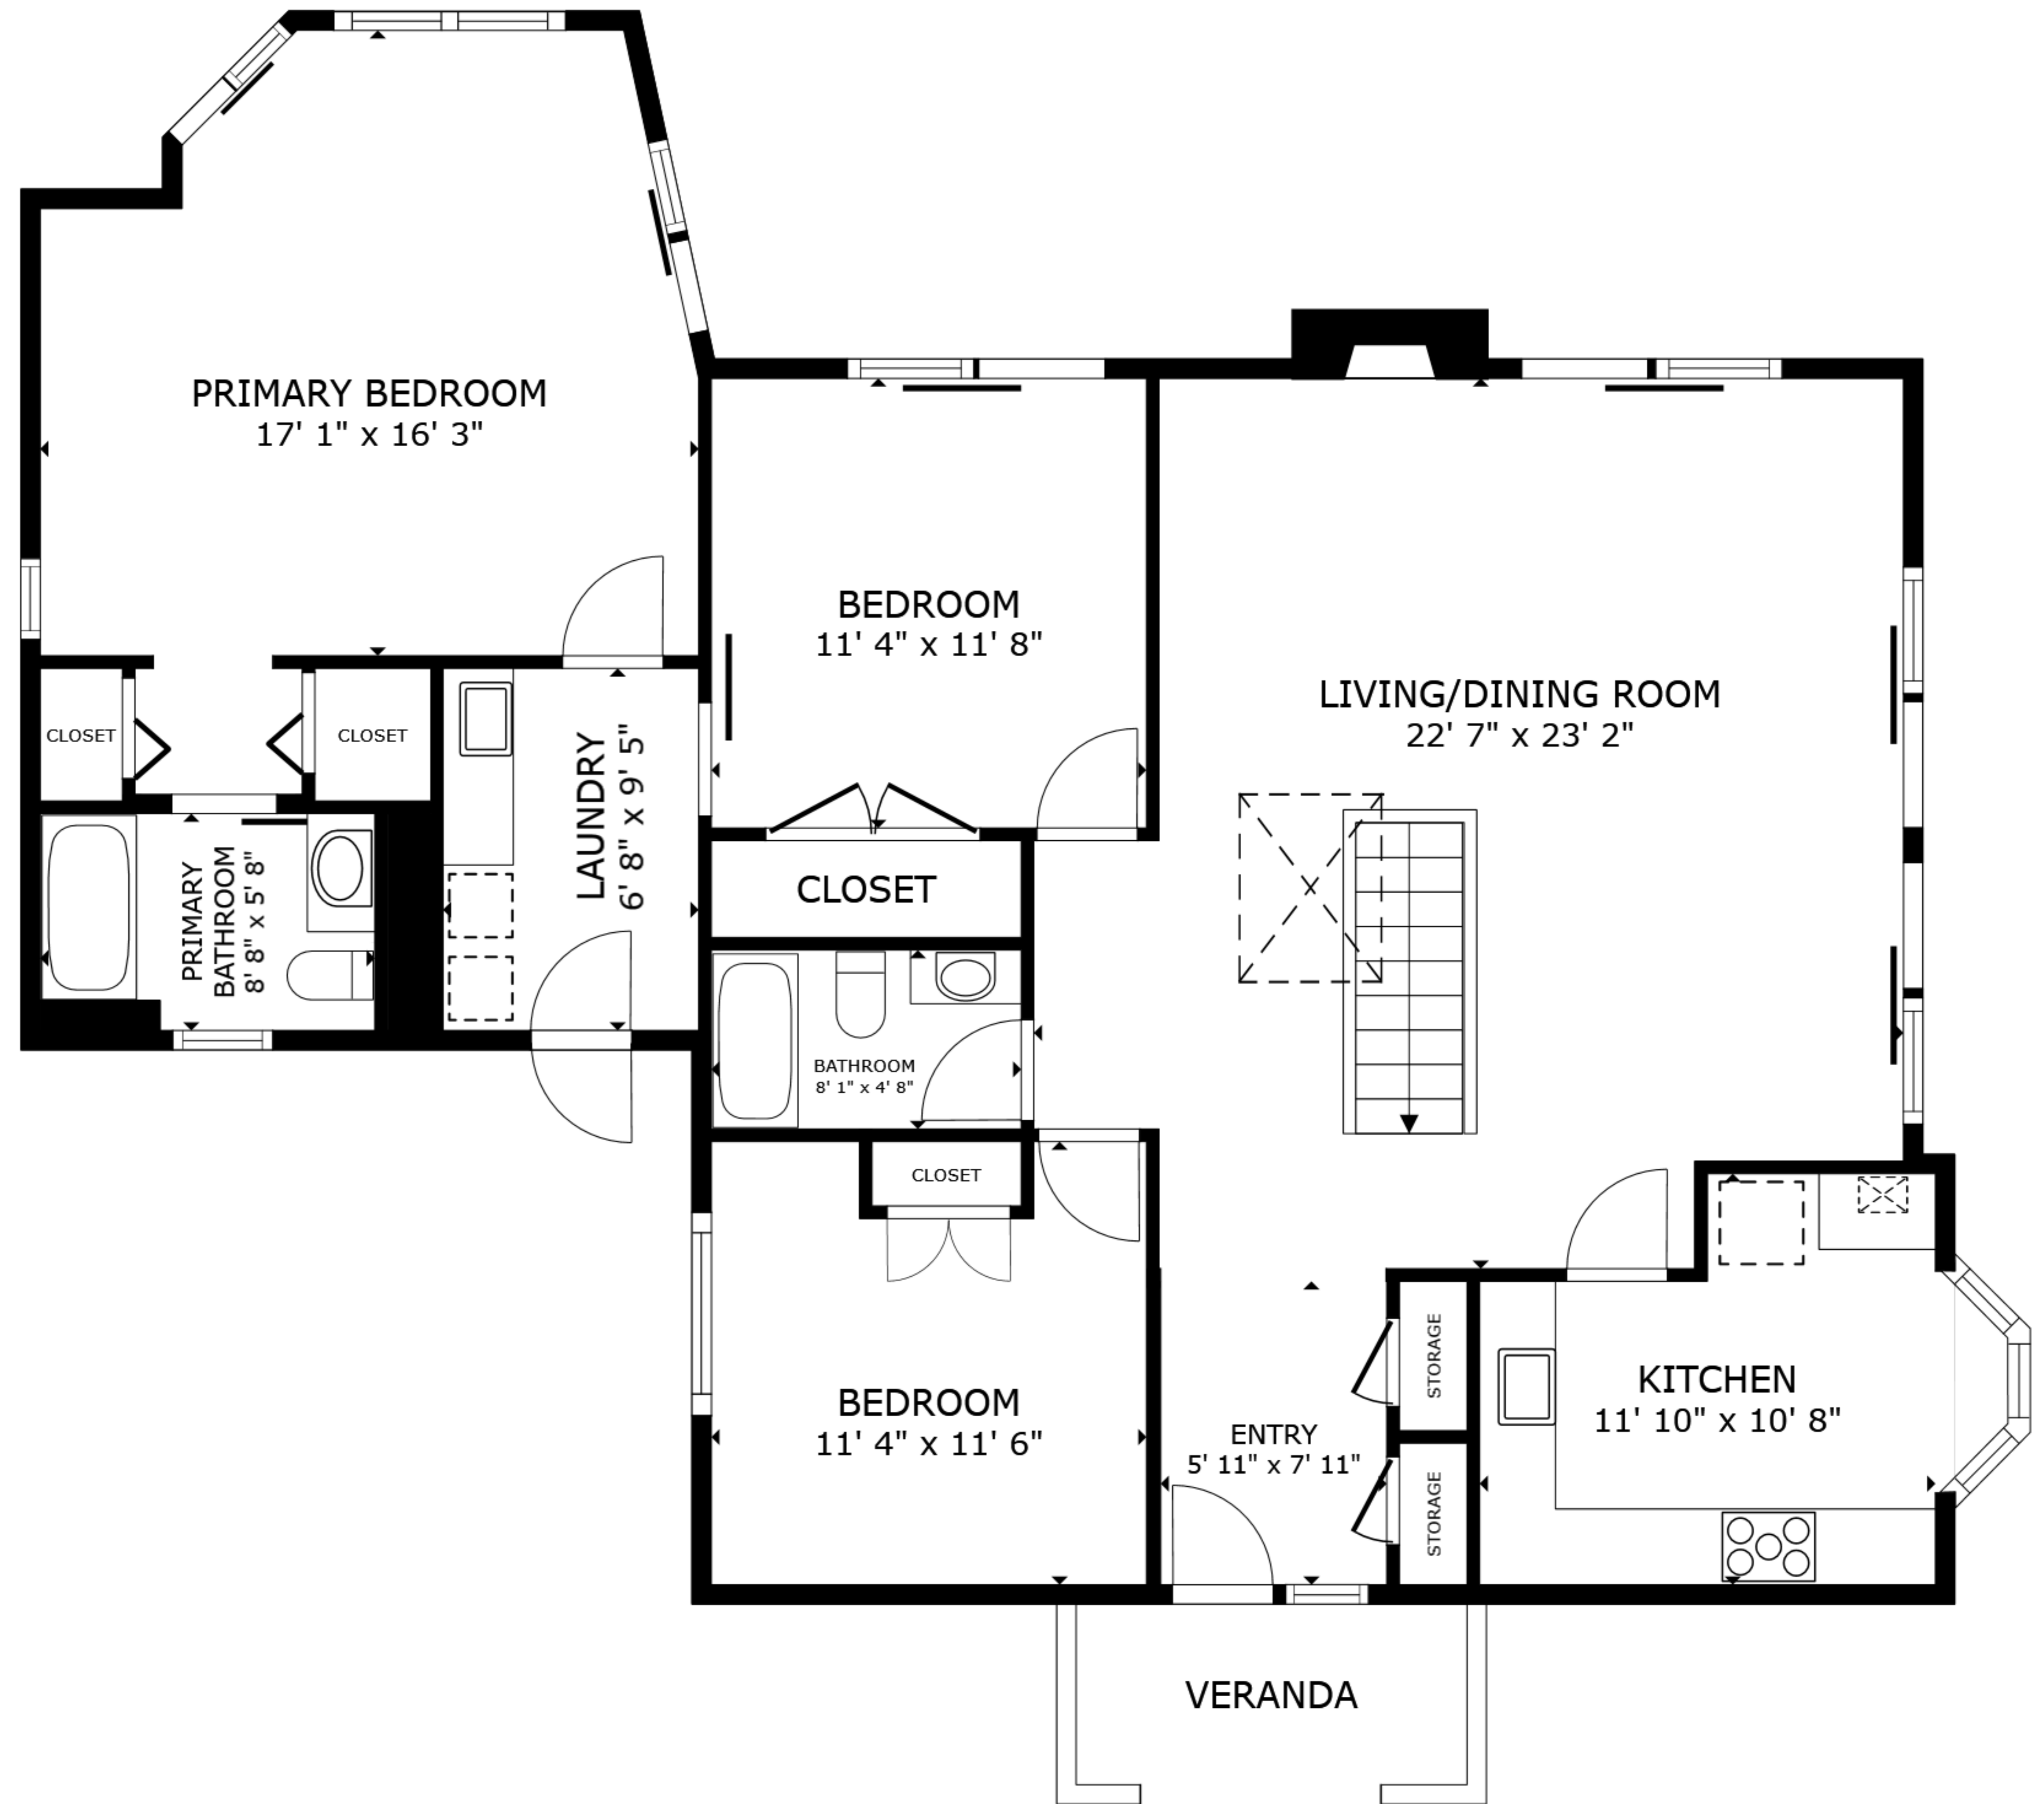 PRIMARY BEDROOM
17' 1" x 16' 3"
BEDROOM
11' 4" x 11' 8"
LIVING/DINING ROOM
22' 7" x 23' 2"
CLOSET
CLOSET
LAUNDRY
6' 8" x 9' 5"
PRIMARY
BATHROOM
8' 8" x 5' 8"
CLOSET
BATHROOM
8' 1" x 4' 8"
CLOSET
BEDROOM
11' 4" x 11' 6"
ENTRY
5' 11" x 7' 11"
STORAGE
STORAGE
KITCHEN
11' 10" x 10' 8"
VERANDA